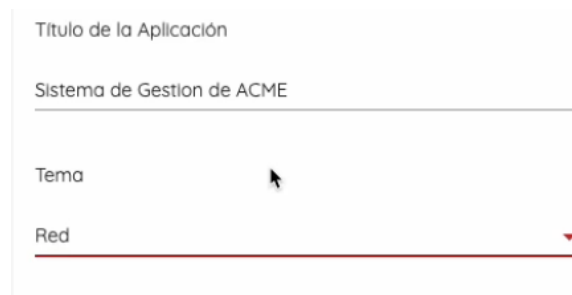 Título de la Aplicación
Sistema de Gestion de ACME
Tema
Red